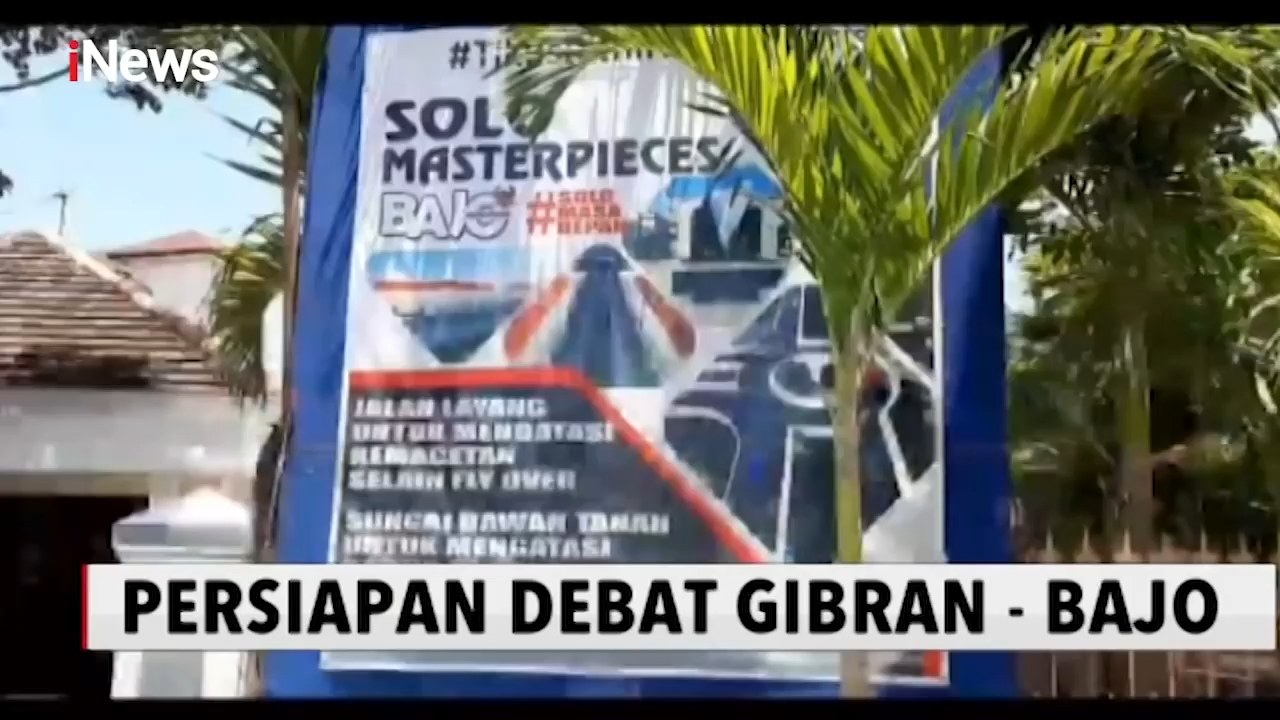 iNews
SOLO
MASTERPIECES
BAJO
#SOLO
MASA
DEPAN
JALAN LAYANG
UNTUK MENGATASI
KEMACETAN
SELAIN FLY OVER
SUNGAI BAWAH TANAH
UNTUK MENGATASI
PERSIAPAN DEBAT GIBRAN - BAJO